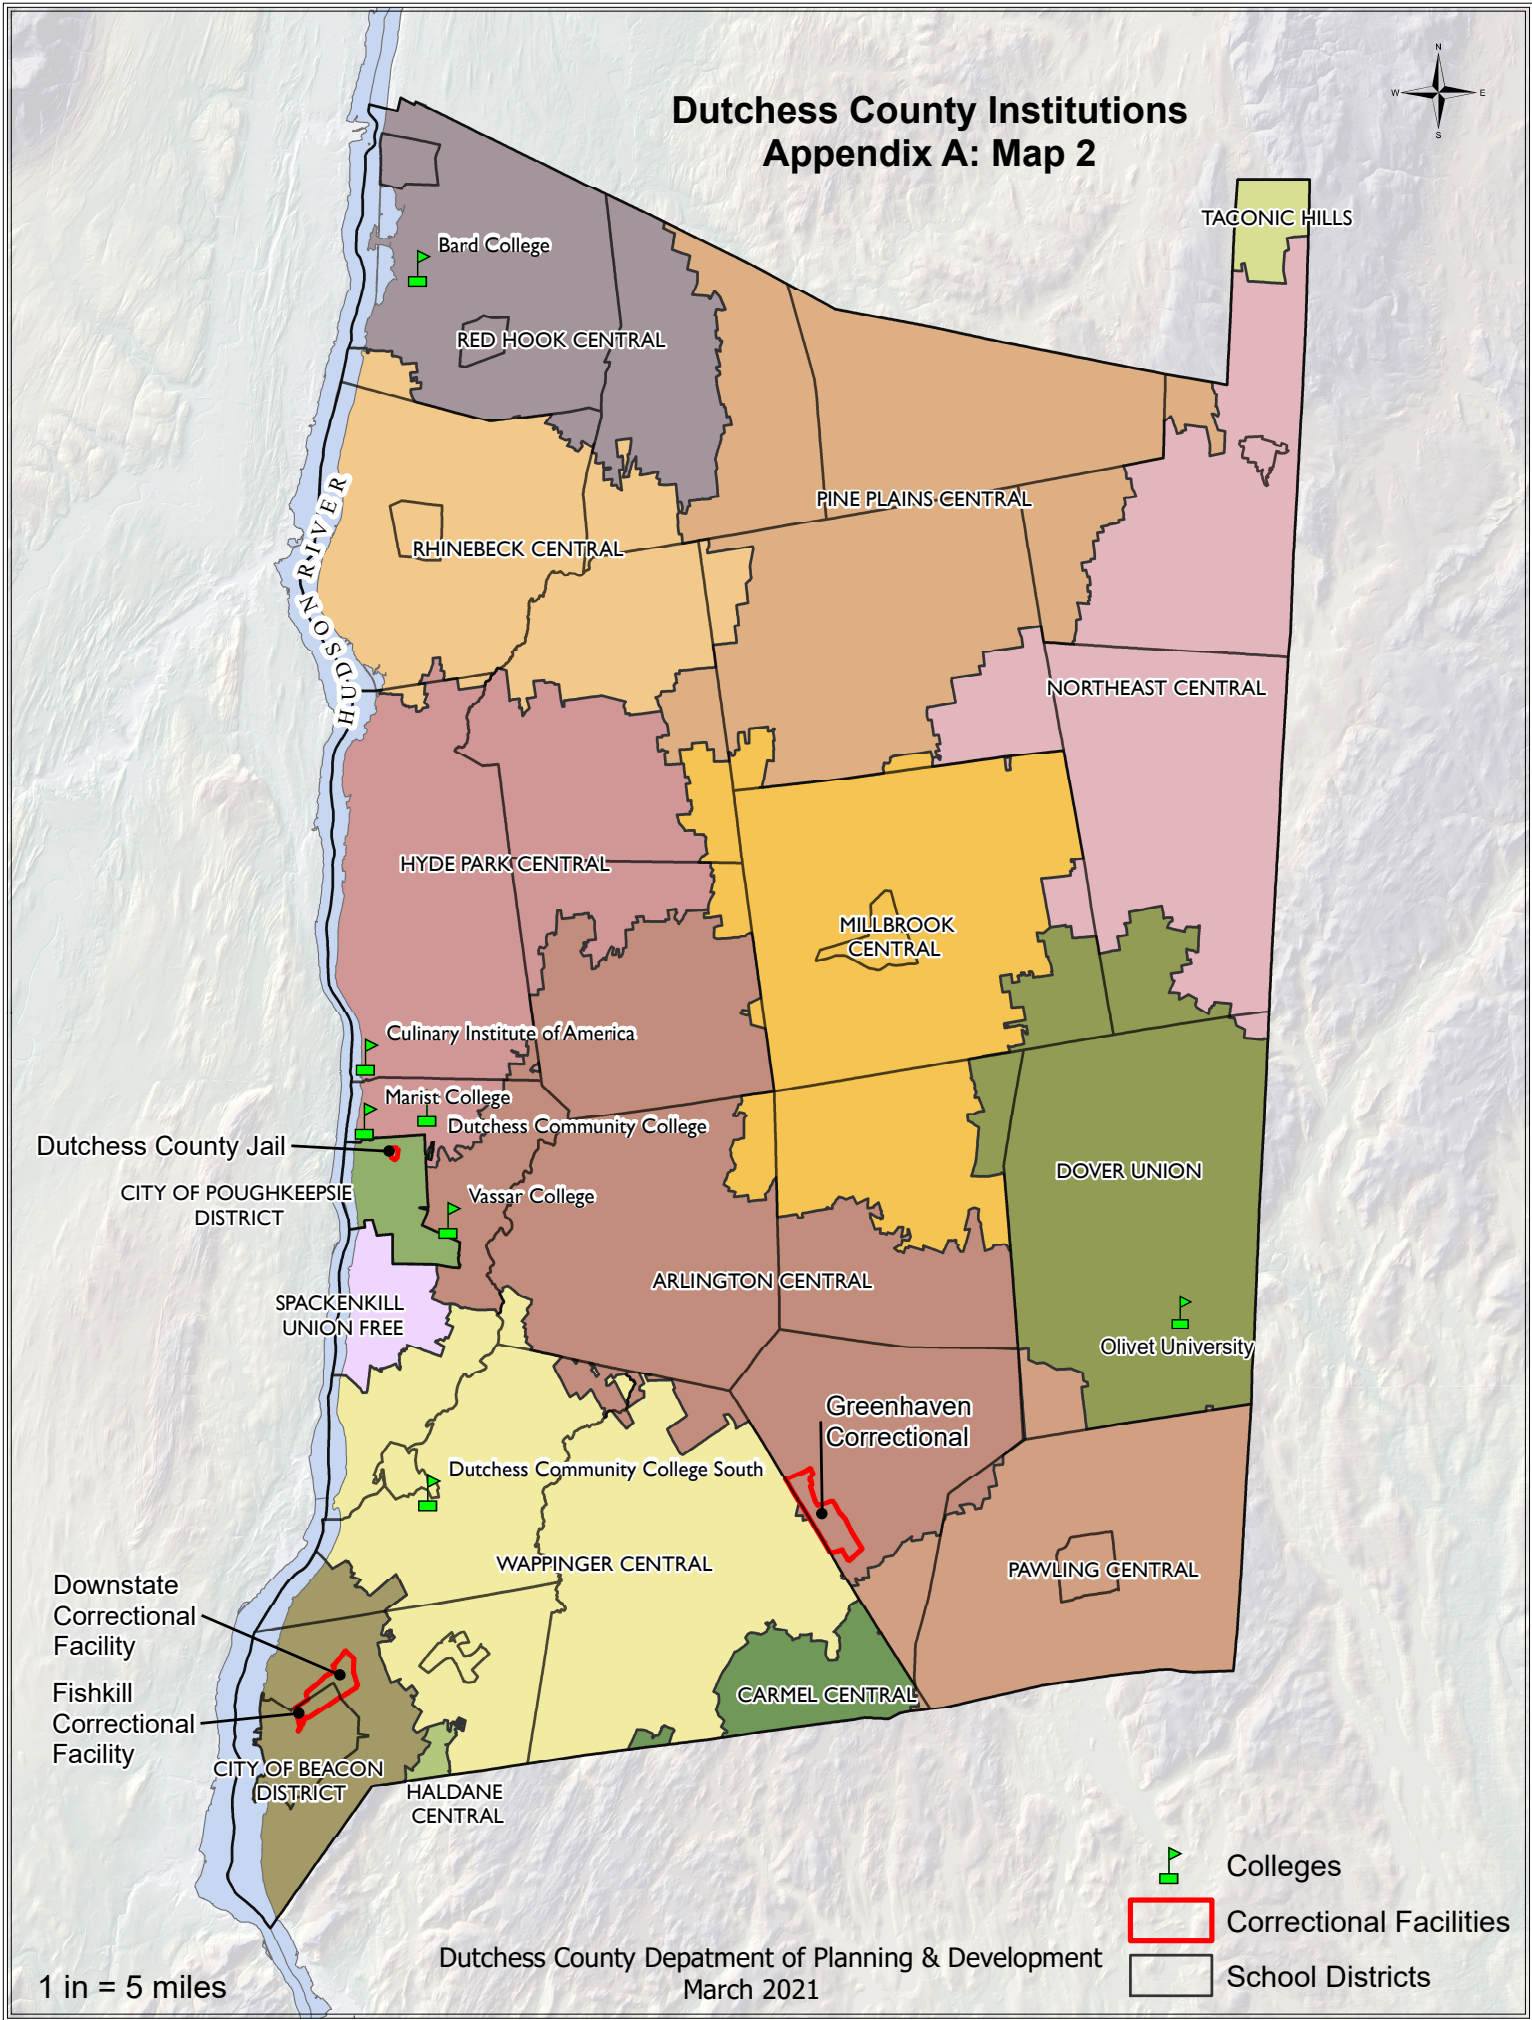 Dutchess County Institutions
Appendix A: Map 2
N
W
E
S
TACONIC HILLS
Bard College
RED HOOK CENTRAL
PINE PLAINS CENTRAL
HUDSON RIVER
RHINEBECK CENTRAL
NORTHEAST CENTRAL
HYDE PARK CENTRAL
MILLBROOK
CENTRAL
Culinary Institute of America
Marist College
Dutchess Community College
Dutchess County Jail
CITY OF POUGHKEEPSIE
DISTRICT
Vassar College
DOVER UNION
ARLINGTON CENTRAL
SPACKENKILL
UNION FREE
Olivet University
Greenhaven
Correctional
Dutchess Community College South
WAPPINGER CENTRAL
PAWLING CENTRAL
Downstate
Correctional
Facility
Fishkill
Correctional
Facility
CARMEL CENTRAL
CITY OF BEACON
DISTRICT
HALDANE
CENTRAL
Colleges
Correctional Facilities
School Districts
Dutchess County Depatment of Planning & Development
March 2021
1 in = 5 miles